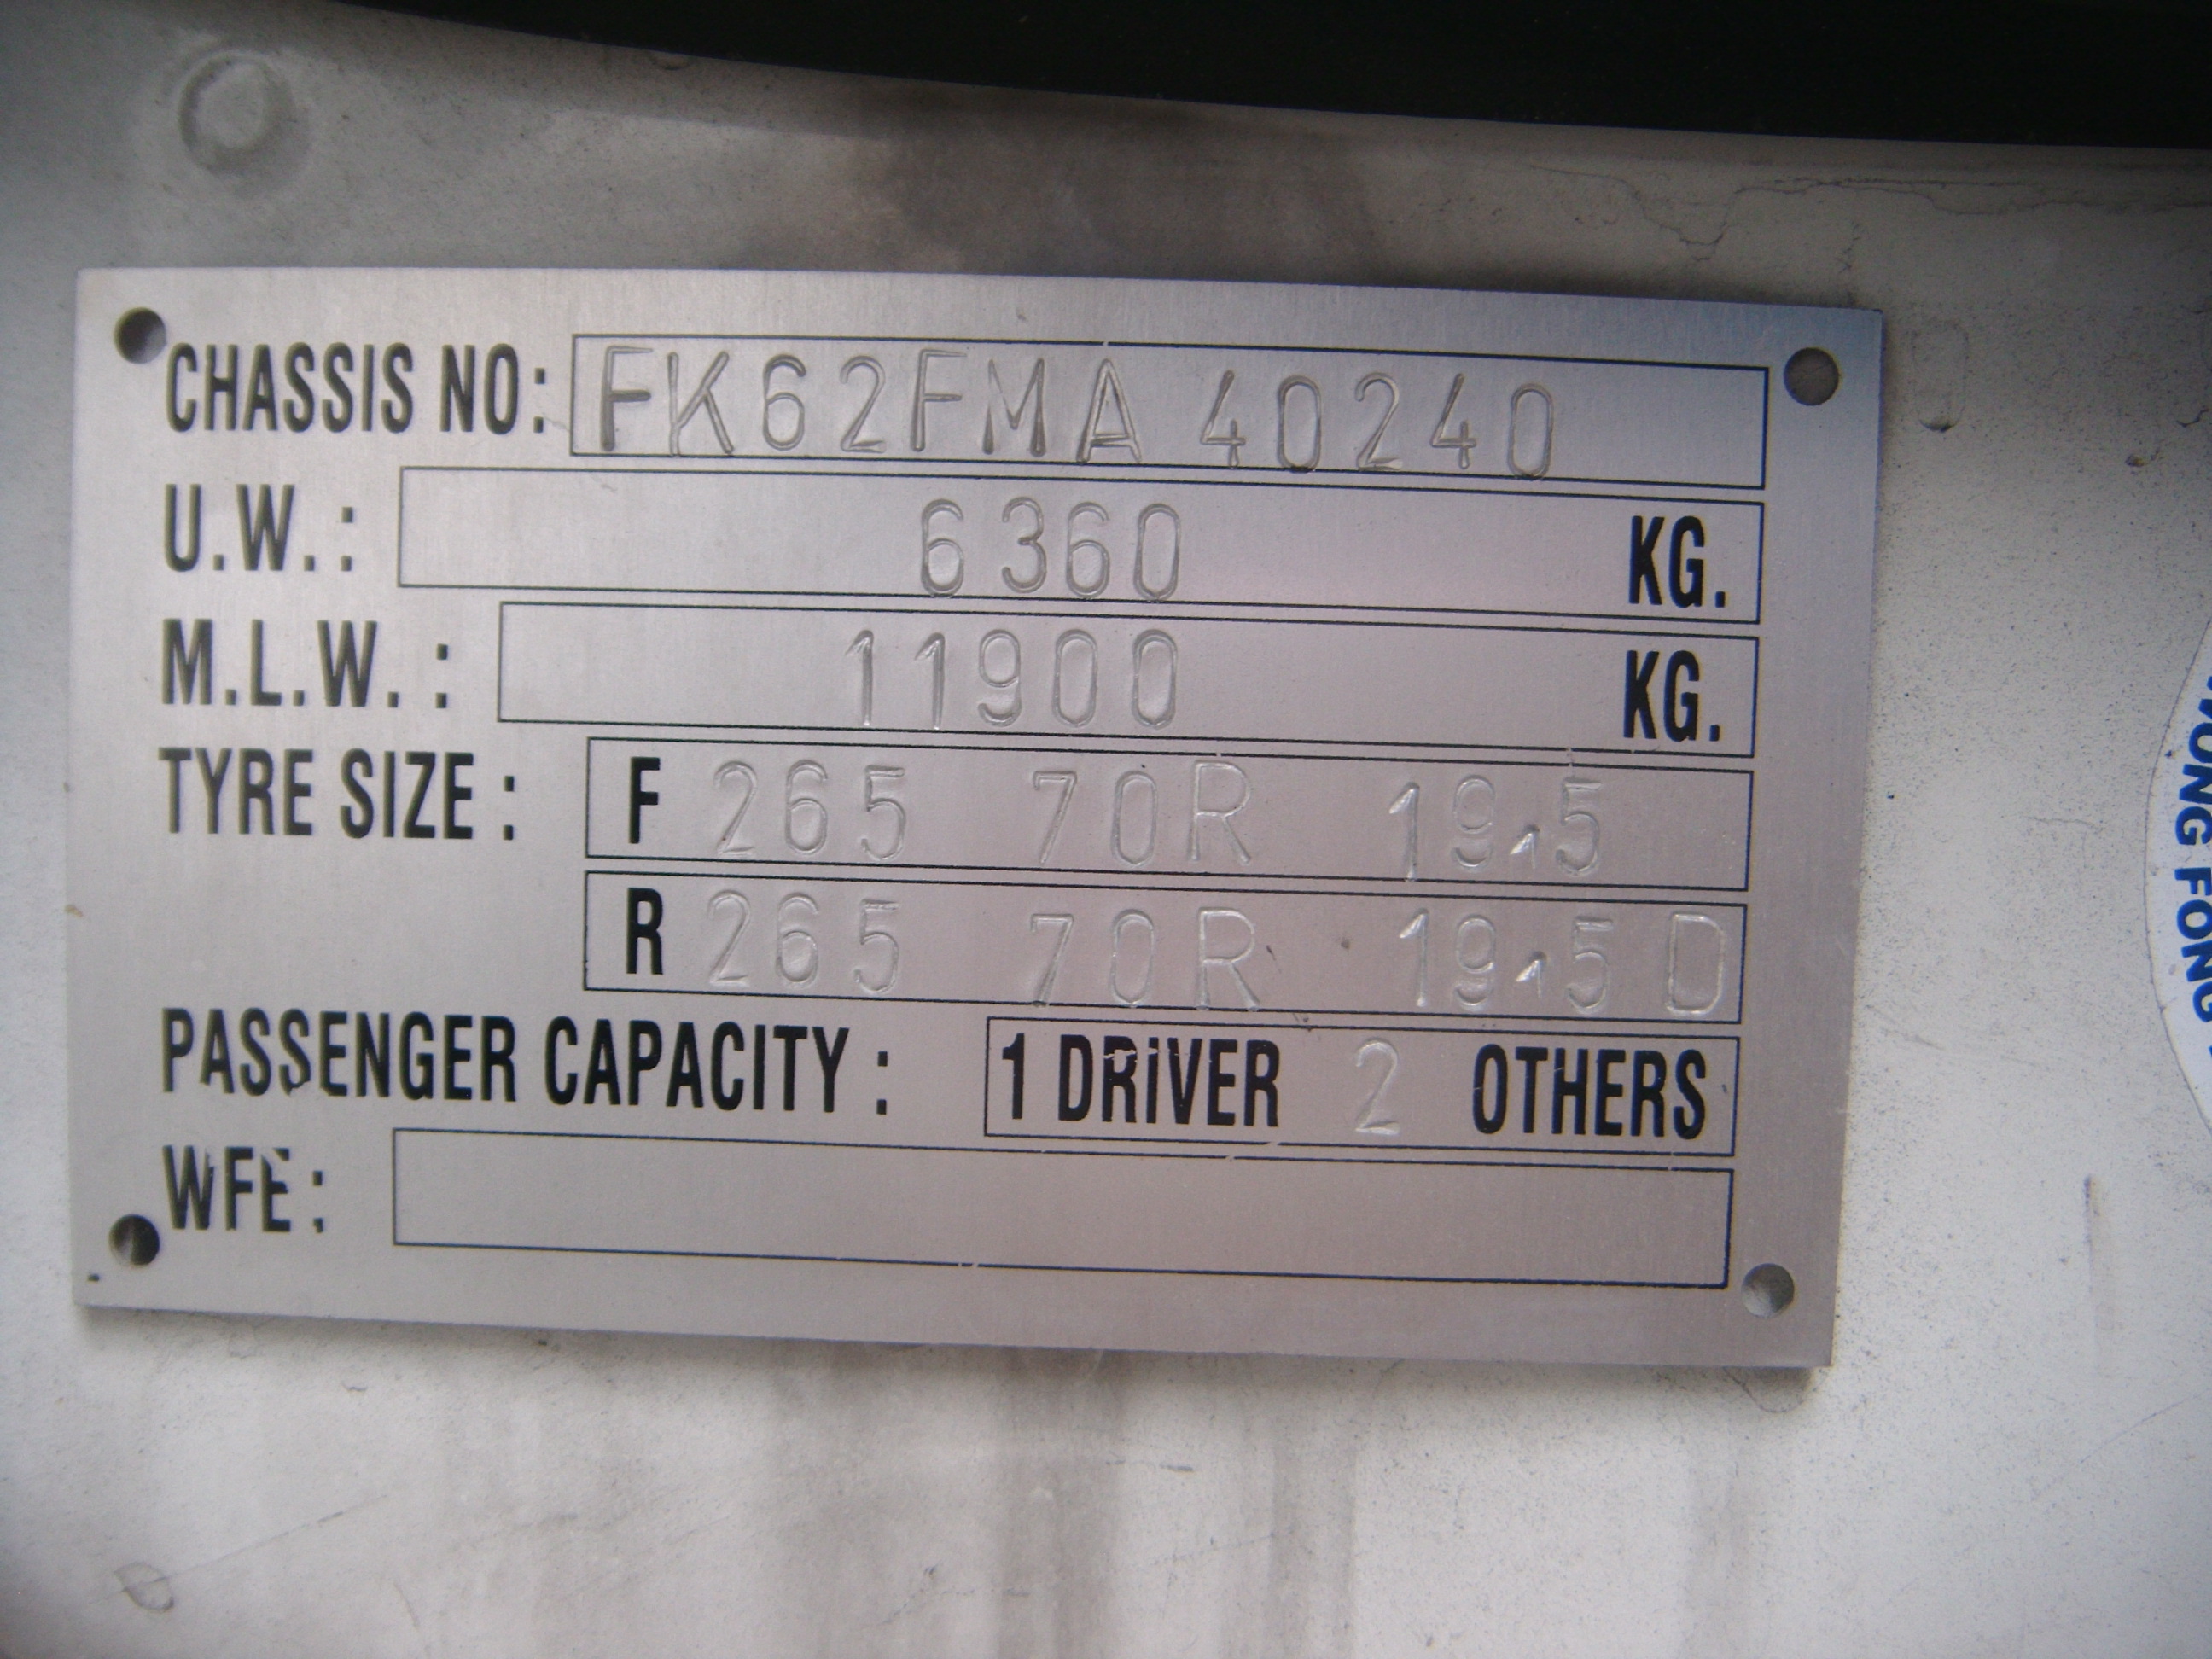 CHASSIS NO: FK62FMA 40240
U.W. : 6360 KG.
M.L.W. : 11900 KG.
TYRE SIZE : F 265 70R 19.5
R 265 70R 19.5 D
PASSENGER CAPACITY : 1 DRiVER 2 OTHERS
WFE :
FONG